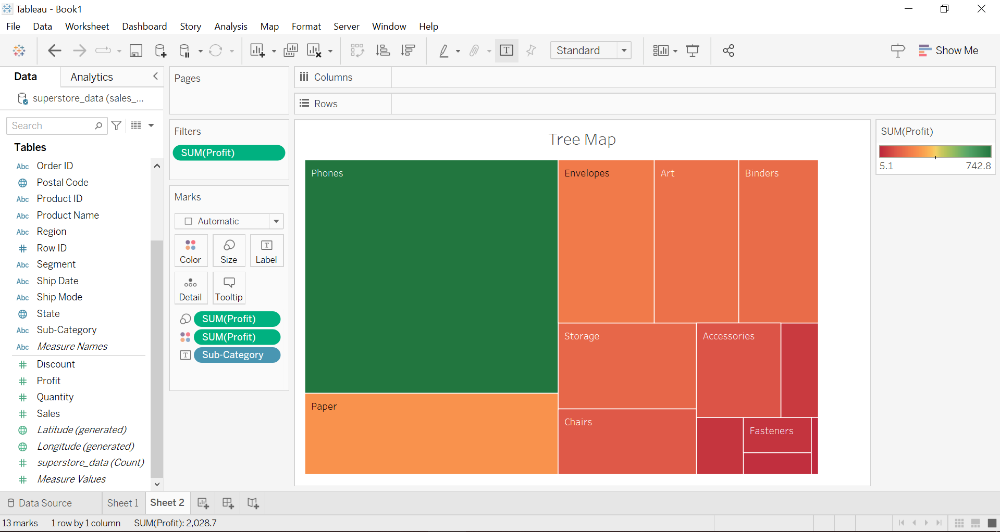 Tableau - Book1
File Data Worksheet Dashboard Story Analysis Map Format Server Window Help
Standard
Show Me
Data Analytics
superstore_data (sales_...
Search
Tables
Abc Order ID
Postal Code
Abc Product ID
Abc Product Name
Abc Region
# Row ID
Abc Segment
Abc Ship Date
Abc Ship Mode
State
Abc Sub-Category
Abc Measure Names
# Discount
# Profit
# Quantity
# Sales
Latitude (generated)
Longitude (generated)
# superstore_data (Count)
# Measure Values
Pages
Filters
SUM(Profit)
Marks
Automatic
Color Size T Label
Detail Tooltip
SUM(Profit)
SUM(Profit)
T Sub-Category
Columns
Rows
Tree Map
Phones
Envelopes
Art
Binders
Storage
Accessories
Paper
Chairs
Fasteners
SUM(Profit)
5.1 742.8
Data Source Sheet 1 Sheet 2
13 marks 1 row by 1 column SUM(Profit): 2,028.7